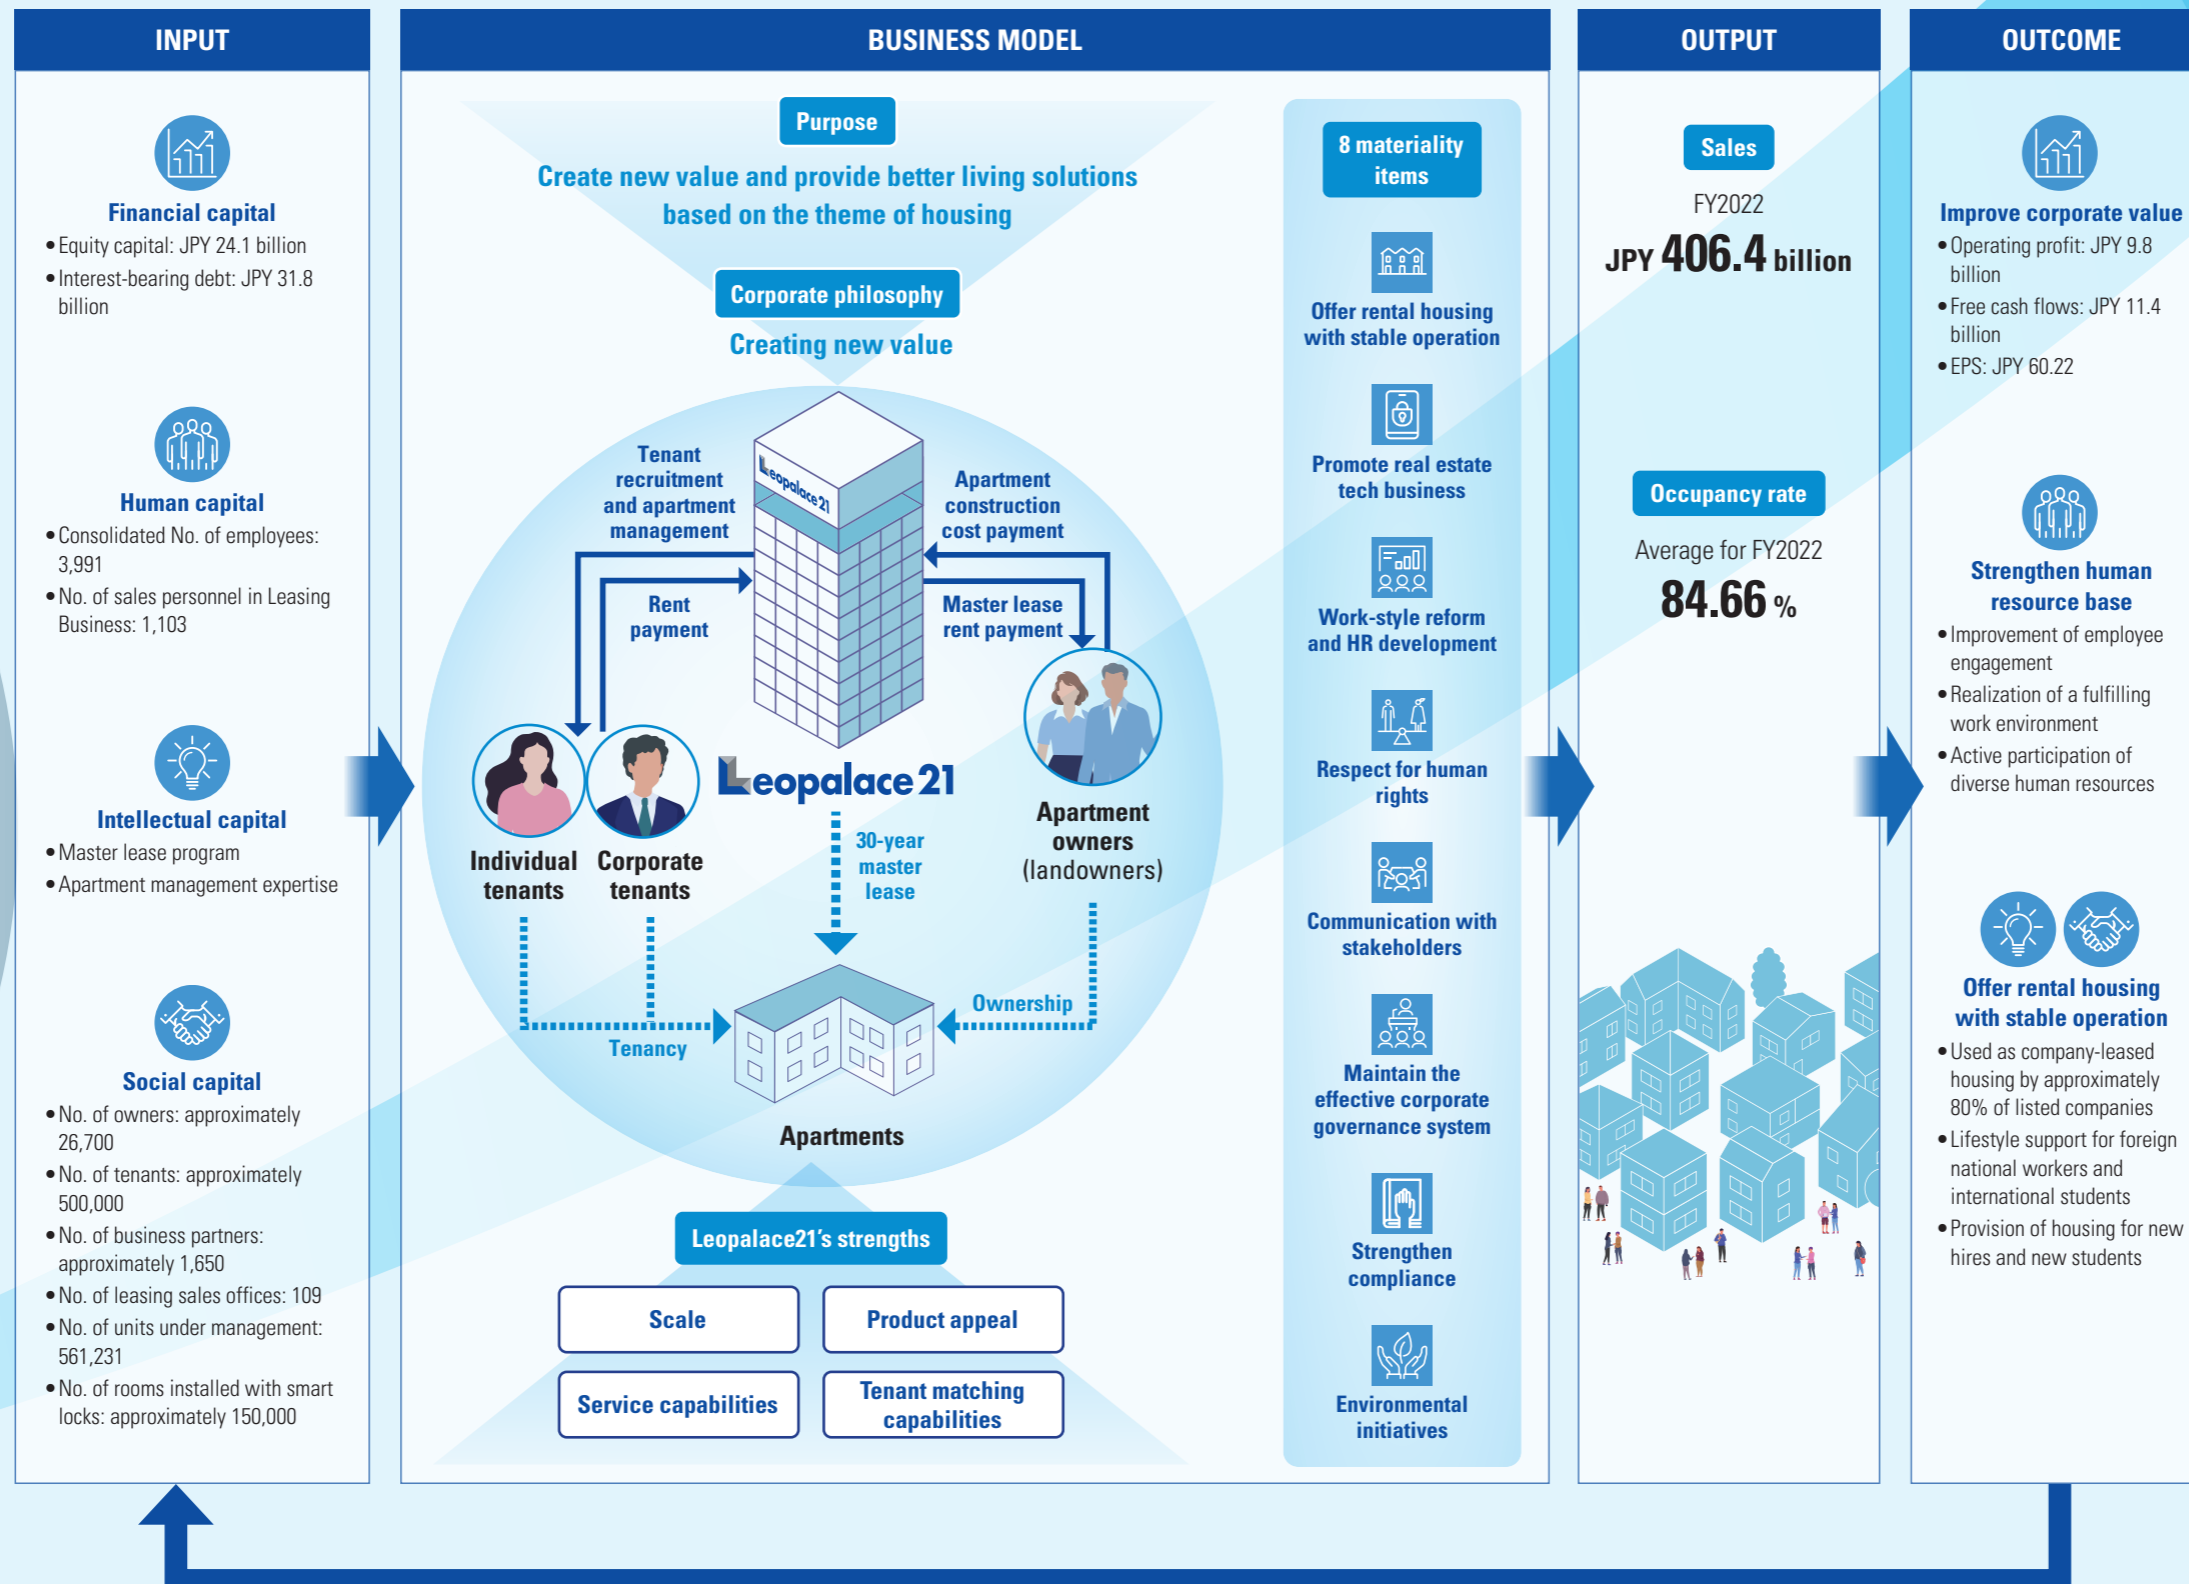 INPUT
Financial capital
• Equity capital: JPY 24.1 billion
• Interest-bearing debt: JPY 31.8
billion
Human capital
• Consolidated No. of employees:
3,991
• No. of sales personnel in Leasing
Business: 1,103
Intellectual capital
• Master lease program
• Apartment management expertise
Social capital
• No. of owners: approximately
26,700
• No. of tenants: approximately
500,000
• No. of business partners:
approximately 1,650
• No. of leasing sales offices: 109
• No. of units under management:
561,231
• No. of rooms installed with smart
locks: approximately 150,000
BUSINESS MODEL
Purpose
Create new value and provide better living solutions
based on the theme of housing
Corporate philosophy
Creating new value
Leopalace21
Tenant
recruitment
and apartment
management
Rent
payment
Apartment
construction
cost payment
Master lease
rent payment
Leopalace21
Individual
tenants
Corporate
tenants
30-year
master
lease
Apartment
owners
(landowners)
Tenancy
Ownership
Apartments
Leopalace21's strengths
Scale
Product appeal
Service capabilities
Tenant matching
capabilities
8 materiality
items
Offer rental housing
with stable operation
Promote real estate
tech business
Work-style reform
and HR development
Respect for human
rights
Communication with
stakeholders
Maintain the
effective corporate
governance system
Strengthen
compliance
Environmental
initiatives
OUTPUT
Sales
FY2022
JPY 406.4 billion
Occupancy rate
Average for FY2022
84.66 %
OUTCOME
Improve corporate value
• Operating profit: JPY 9.8
billion
• Free cash flows: JPY 11.4
billion
• EPS: JPY 60.22
Strengthen human
resource base
• Improvement of employee
engagement
• Realization of a fulfilling
work environment
• Active participation of
diverse human resources
Offer rental housing
with stable operation
• Used as company-leased
housing by approximately
80% of listed companies
• Lifestyle support for foreign
national workers and
international students
• Provision of housing for new
hires and new students